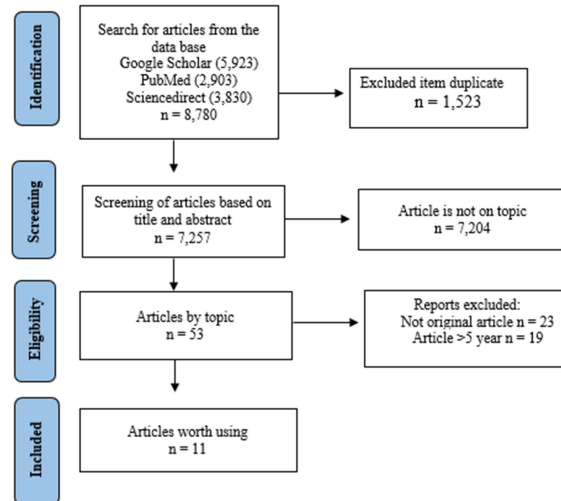 Identification
Search for articles from the
data base
Google Scholar (5,923)
PubMed (2,903)
Sciencedirect (3,830)
n = 8,780
Excluded item duplicate
n = 1,523
Screening
Screening of articles based on
title and abstract
n = 7,257
Article is not on topic
n = 7,204
Eligibility
Articles by topic
n = 53
Reports excluded:
Not original article n = 23
Article >5 year n = 19
Included
Articles worth using
n = 11